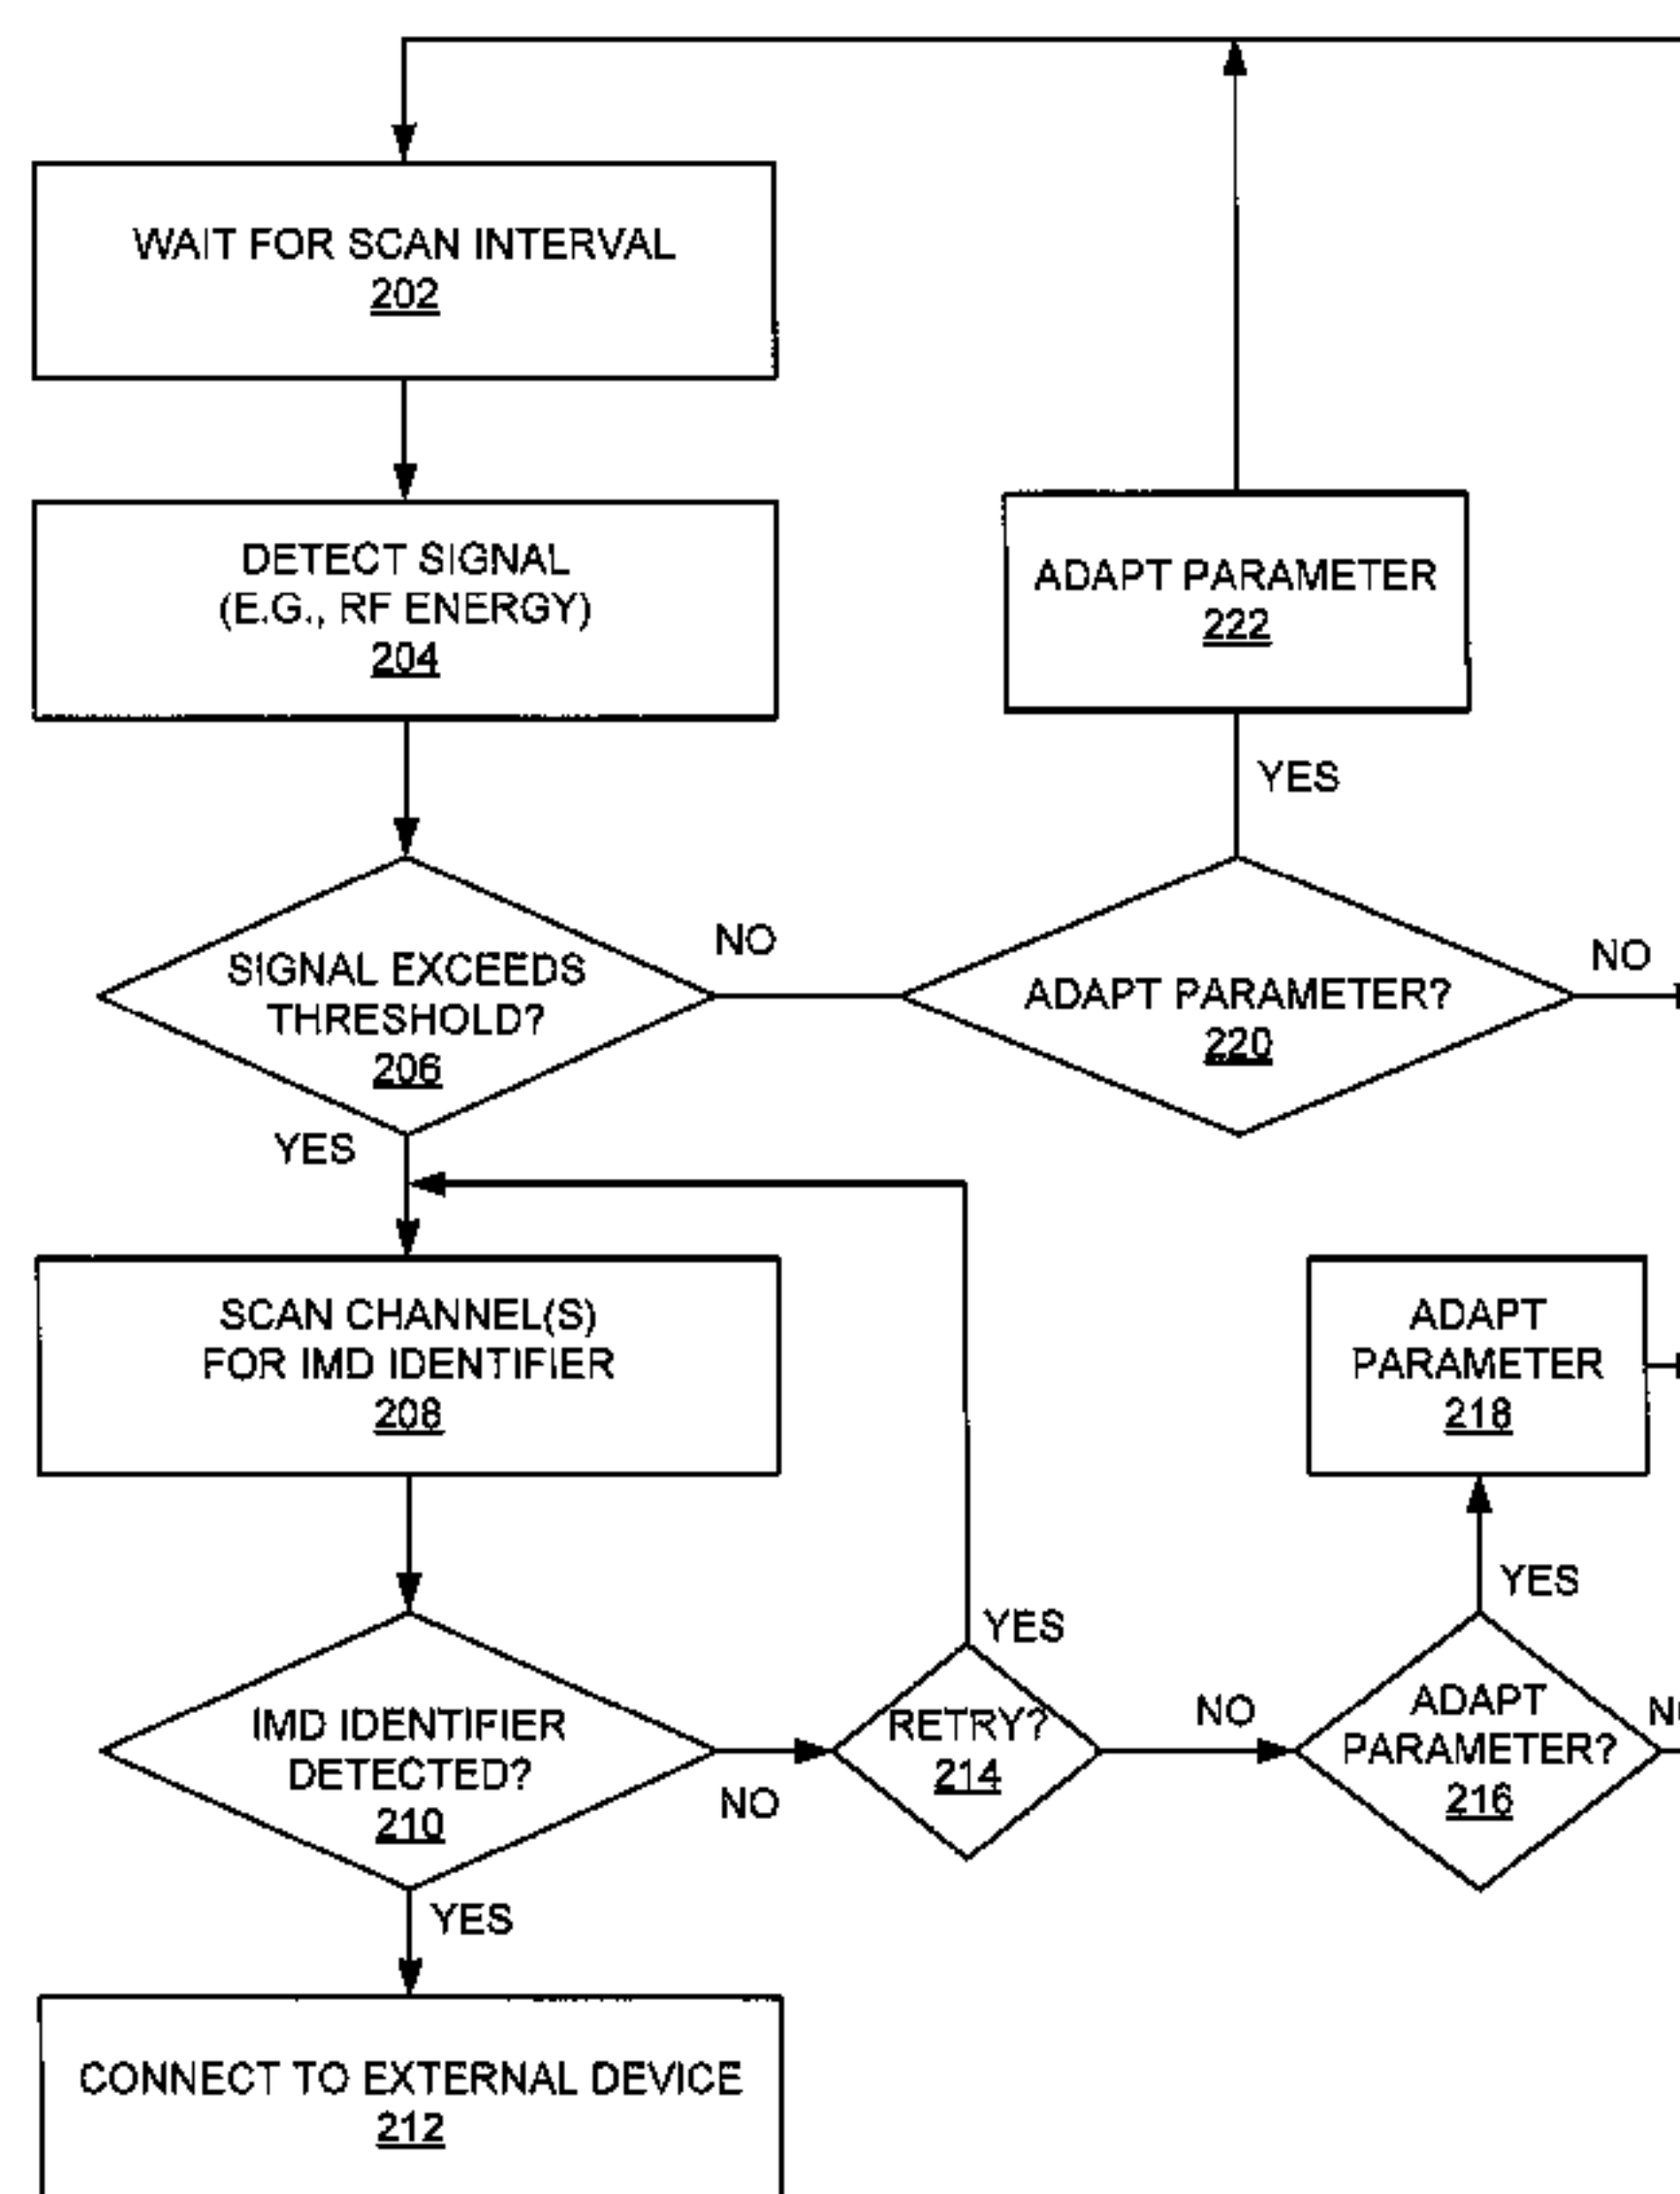 WAIT FOR SCAN INTERVAL
202
DETECT SIGNAL
(E.G., RF ENERGY)
204
ADAPT PARAMETER
222
YES
SIGNAL EXCEEDS
THRESHOLD?
206
NO
ADAPT PARAMETER?
220
NO
YES
SCAN CHANNEL(S)
FOR IMD IDENTIFIER
208
ADAPT
PARAMETER
218
YES
IMD IDENTIFIER
DETECTED?
210
NO
YES
RETRY?
214
NO
ADAPT
PARAMETER?
216
YES
CONNECT TO EXTERNAL DEVICE
212